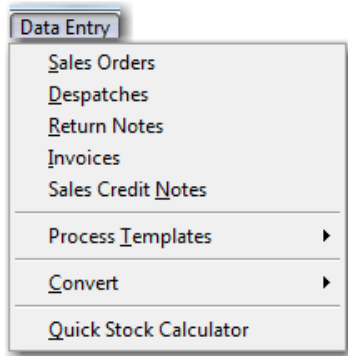 Data Entry
Sales Orders
Despatches
Return Notes
Invoices
Sales Credit Notes
Process Templates
Convert
Quick Stock Calculator